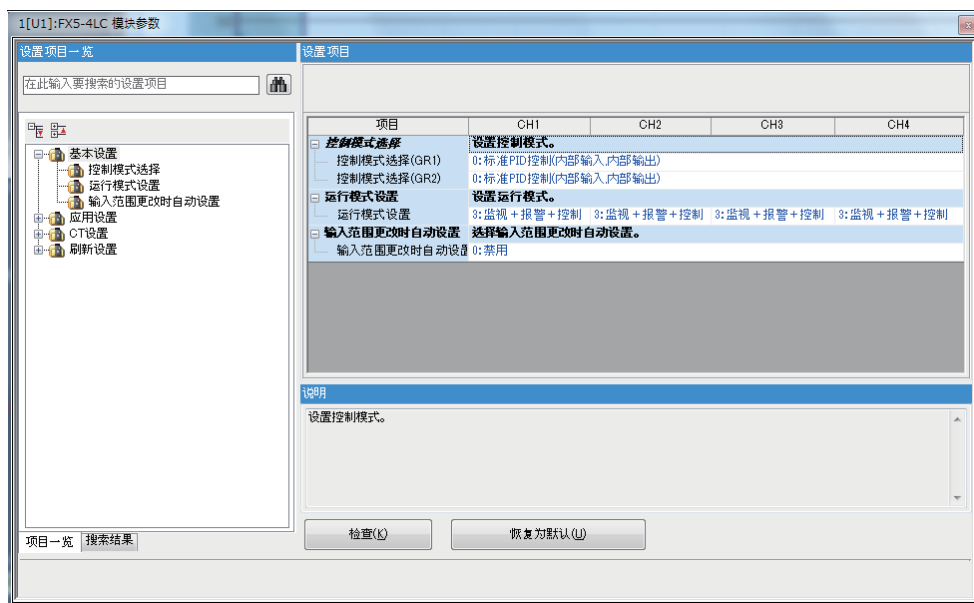 1[U1]:FX5-4LC 模块参数
设置项目一览
在此输入要搜索的设置项目
基本设置
控制模式选择
运行模式设置
输入范围更改时自动设置
应用设置
CT设置
刷新设置
项目一览 搜索结果
设置项目
项目 CH1 CH2 CH3 CH4
控制模式选择 设置控制模式。
控制模式选择(GR1) 0:标准PID控制(内部输入,内部输出)
控制模式选择(GR2) 0:标准PID控制(内部输入,内部输出)
运行模式设置 设置运行模式。
运行模式设置 3:监视+报警+控制 3:监视+报警+控制 3:监视+报警+控制 3:监视+报警+控制
输入范围更改时自动设置 选择输入范围更改时自动设置。
输入范围更改时自动设置 0:禁用
说明
设置控制模式。
检查(K) 恢复为默认(U)